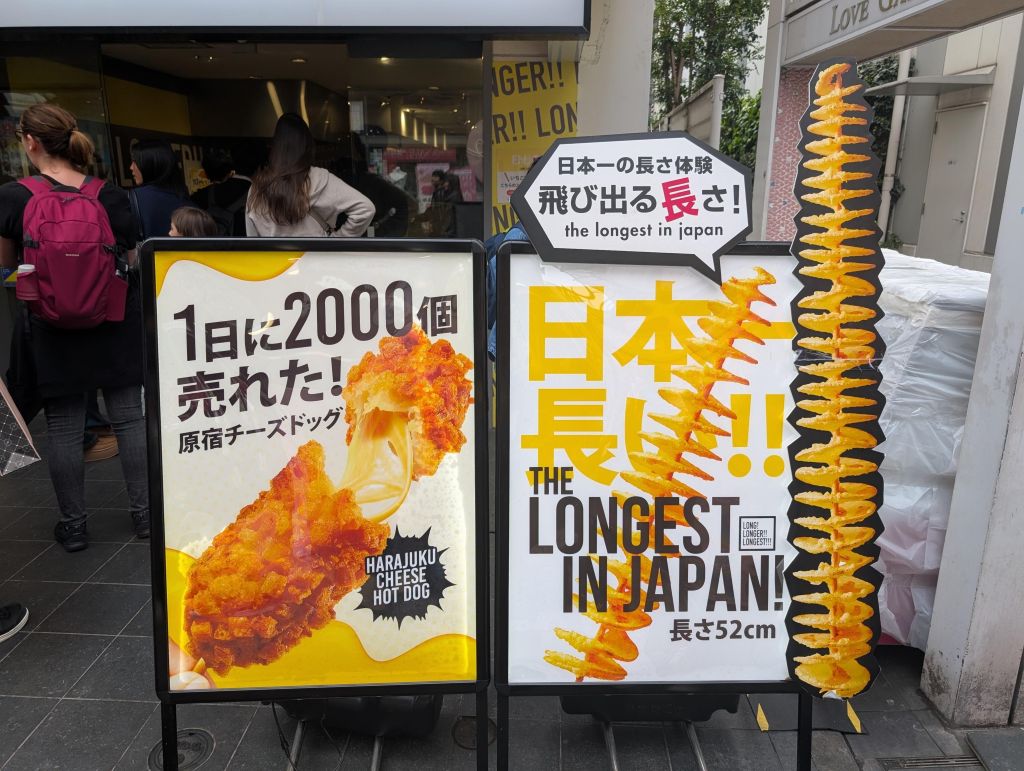 LOVE
NGER!!
!! LON
1日に2000個
売れた!
原宿チーズドッグ
HARAJUKU
CHEESE
HOT DOG
日本一の長さ体験
飛び出る長さ!
the longest in japan
日本一
長い!!
THE
LONGEST
IN JAPAN!
LONG!
LONGER!!
LONGEST!!!
長さ52cm